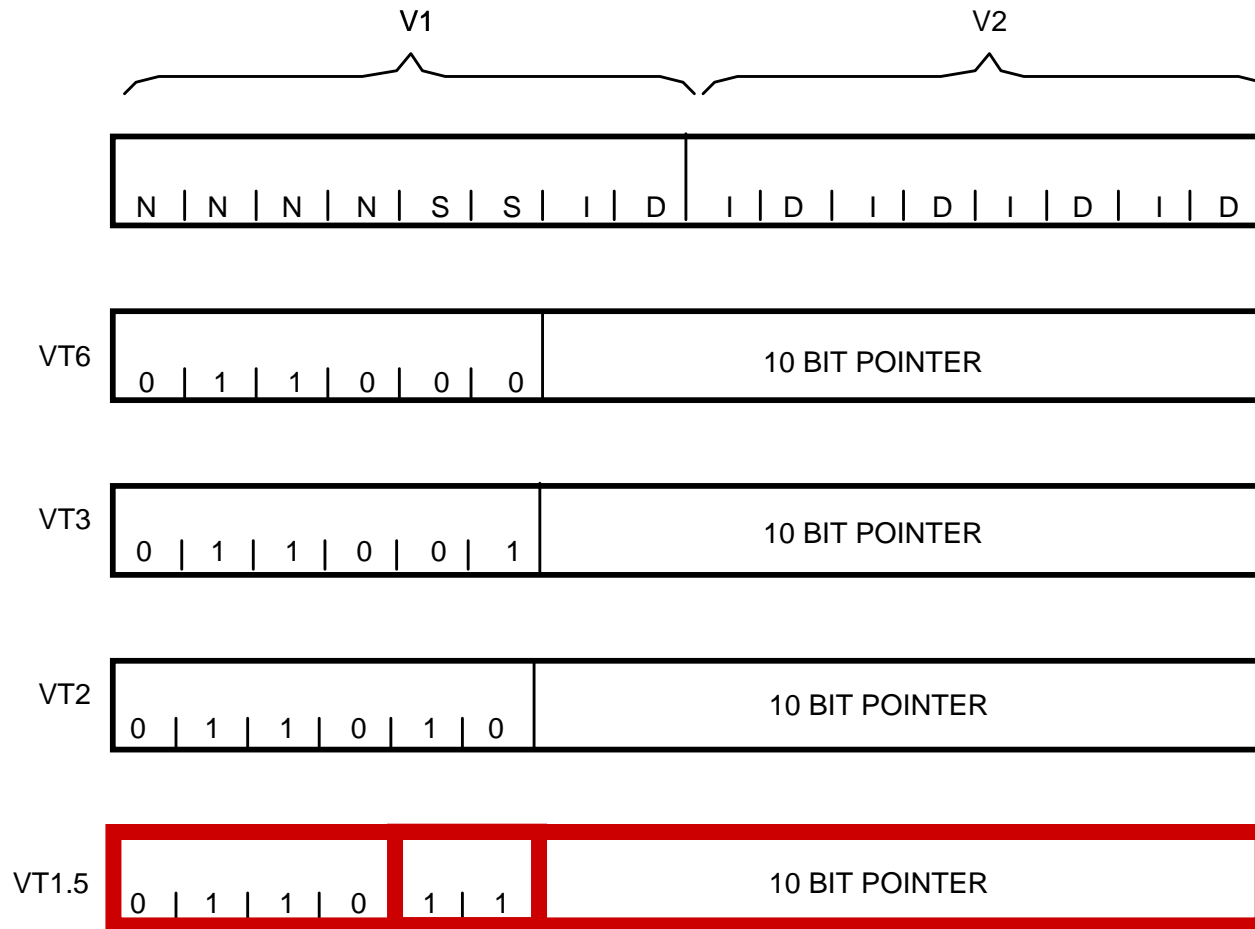 V1 V2
N | N | N | N | S | S | I | D | I | D | I | D | I | D | I | D
VT6 0 | 1 | 1 | 0 | 0 | 0 10 BIT POINTER
VT3 0 | 1 | 1 | 0 | 0 | 1 10 BIT POINTER
VT2 0 | 1 | 1 | 0 | 1 | 0 10 BIT POINTER
VT1.5 0 | 1 | 1 | 0 1 | 1 10 BIT POINTER